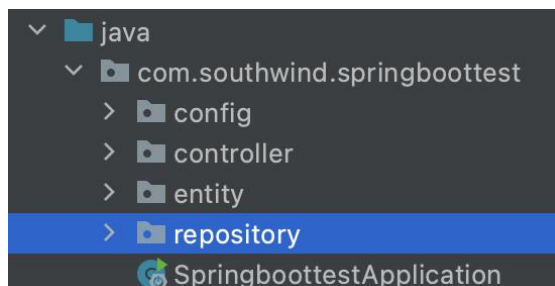 java
com.southwind.springboottest
config
controller
entity
repository
SpringboottestApplication